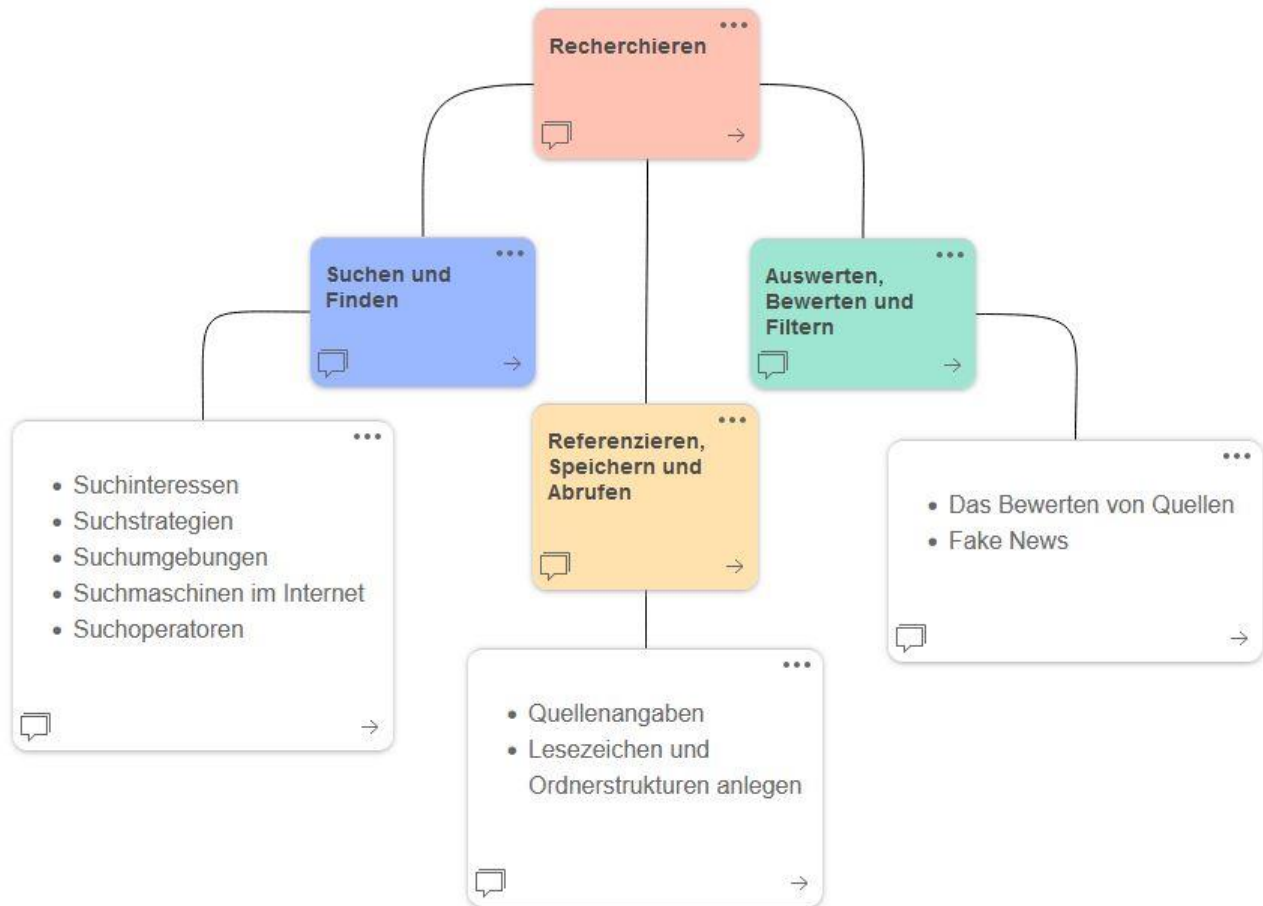 Recherchieren
Suchen und
Finden
Auswerten,
Bewerten und
Filtern
Referenzieren,
Speichern und
Abrufen
• Suchinteressen
• Suchstrategien
• Suchumgebungen
• Suchmaschinen im Internet
• Suchoperatoren
• Das Bewerten von Quellen
• Fake News
• Quellenangaben
• Lesezeichen und
Ordnerstrukturen anlegen